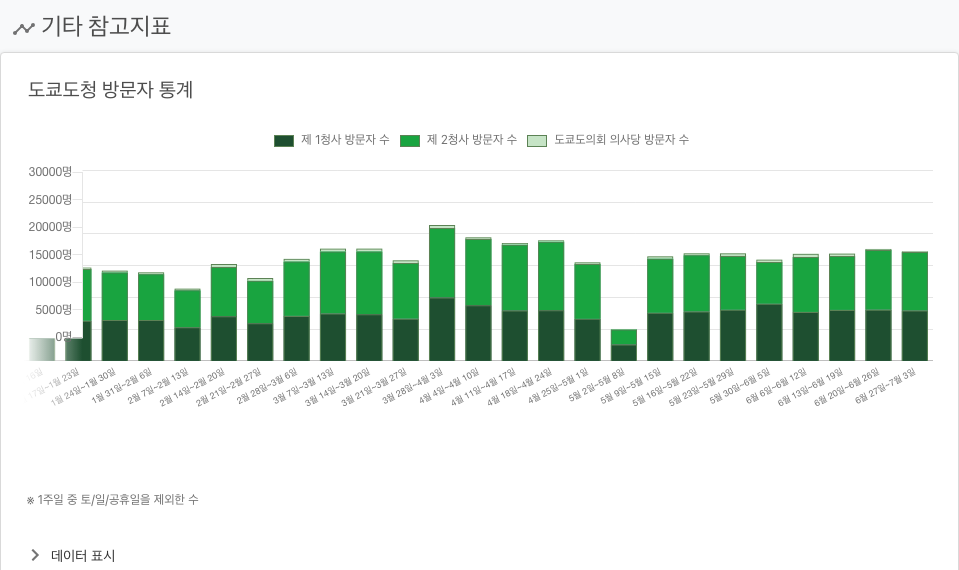 기타 참고지표
도쿄도청 방문자 통계
제 1청사 방문자 수
제 2청사 방문자 수
도쿄도의회 의사당 방문자 수
30000명
25000명
20000명
15000명
10000명
5000명
0명
1월 24일~1월 30일
1월 31일~2월 6일
2월 7일~2월 13일
2월 14일~2월 20일
2월 21일~2월 27일
2월 28일~3월 6일
3월 7일~3월 13일
3월 14일~3월 20일
3월 21일~3월 27일
3월 28일~4월 3일
4월 4일~4월 10일
4월 11일~4월 17일
4월 18일~4월 24일
4월 25일~5월 1일
5월 2일~5월 8일
5월 9일~5월 15일
5월 16일~5월 22일
5월 23일~5월 29일
5월 30일~6월 5일
6월 6일~6월 12일
6월 13일~6월 19일
6월 20일~6월 26일
6월 27일~7월 3일
※ 1주일 중 토/일/공휴일을 제외한 수
데이터 표시